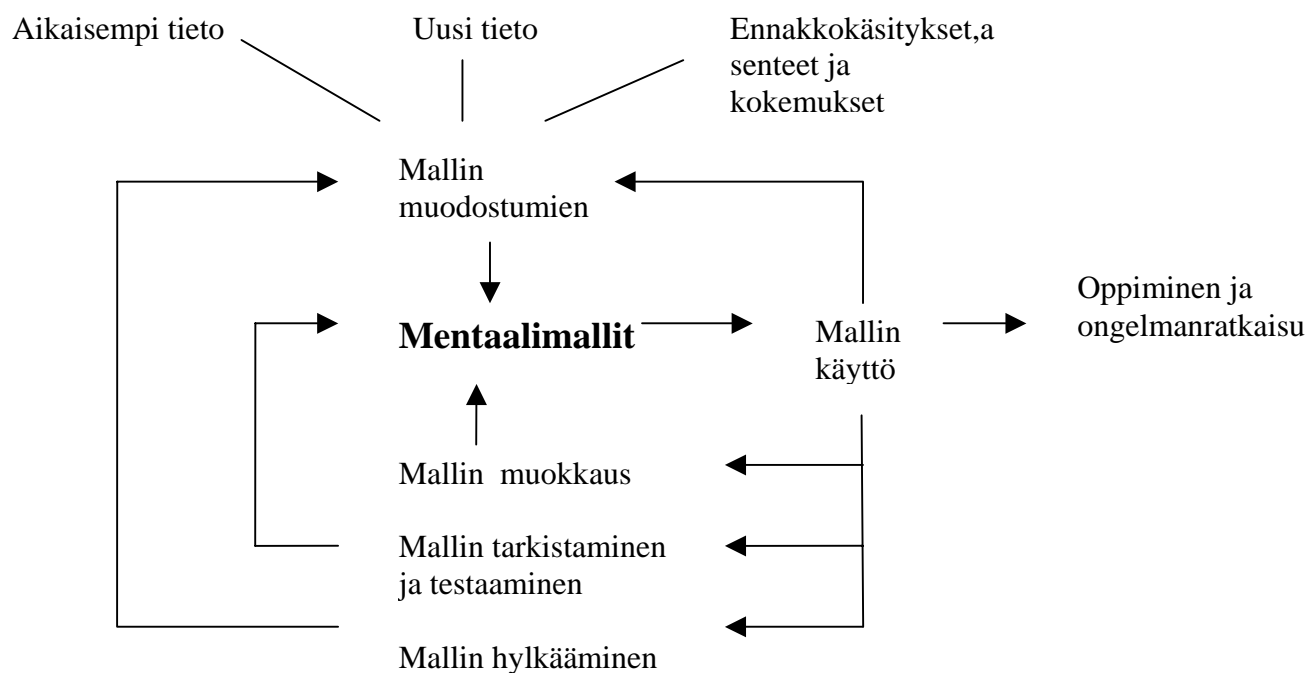 Aikaisempi tieto
Uusi tieto
Ennakkokäsitykset,a
senteet ja
kokemukset
Mallin
muodostumien
Mentaalimallit
Mallin
käyttö
Oppiminen ja
ongelmanratkaisu
Mallin muokkaus
Mallin tarkistaminen
ja testaaminen
Mallin hylkääminen